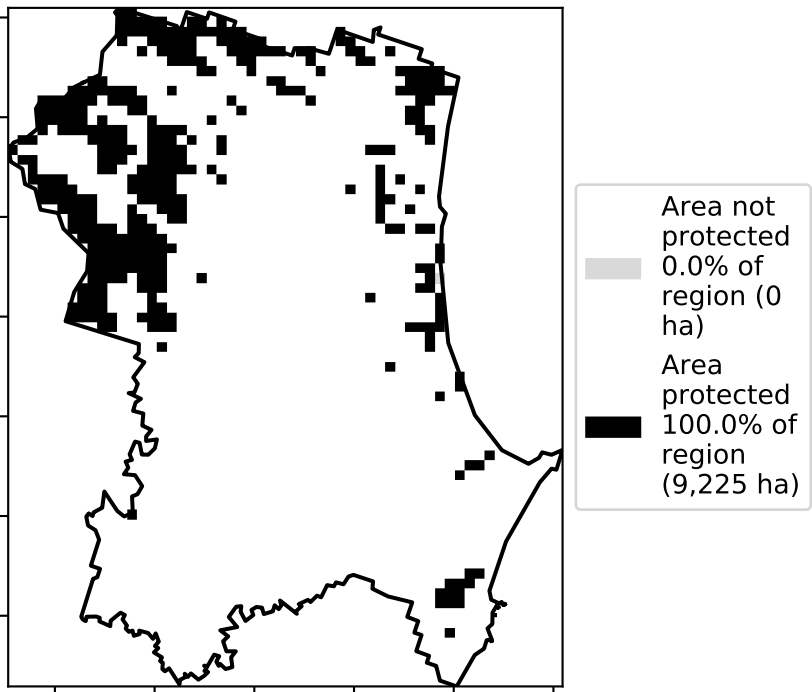 Area not
protected
0.0% of
region (0
ha)
Area
protected
100.0% of
region
(9,225 ha)